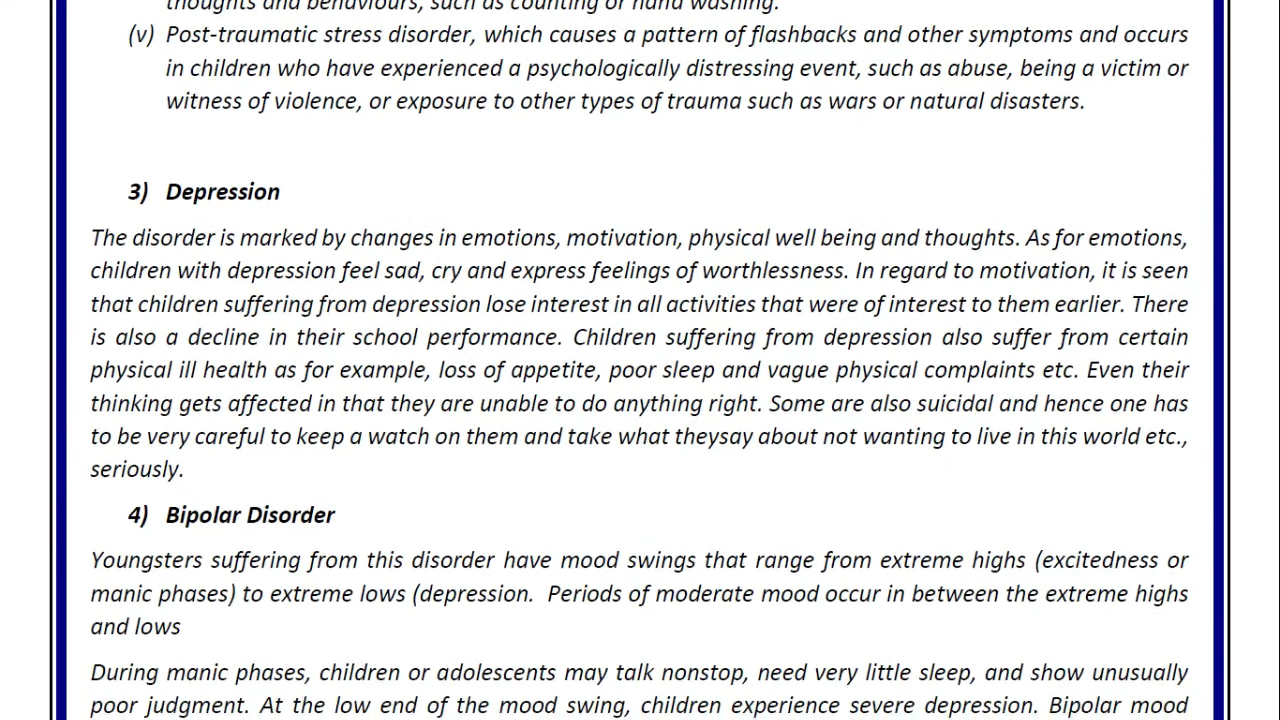 thoughts and behaviours, such as counting or hand washing.
(v) Post-traumatic stress disorder, which causes a pattern of flashbacks and other symptoms and occurs
in children who have experienced a psychologically distressing event, such as abuse, being a victim or
witness of violence, or exposure to other types of trauma such as wars or natural disasters.
3) Depression
The disorder is marked by changes in emotions, motivation, physical well being and thoughts. As for emotions,
children with depression feel sad, cry and express feelings of worthlessness. In regard to motivation, it is seen
that children suffering from depression lose interest in all activities that were of interest to them earlier. There
is also a decline in their school performance. Children suffering from depression also suffer from certain
physical ill health as for example, loss of appetite, poor sleep and vague physical complaints etc. Even their
thinking gets affected in that they are unable to do anything right. Some are also suicidal and hence one has
to be very careful to keep a watch on them and take what theysay about not wanting to live in this world etc.,
seriously.
4) Bipolar Disorder
Youngsters suffering from this disorder have mood swings that range from extreme highs (excitedness or
manic phases) to extreme lows (depression. Periods of moderate mood occur in between the extreme highs
and lows
During manic phases, children or adolescents may talk nonstop, need very little sleep, and show unusually
poor judgment. At the low end of the mood swing, children experience severe depression. Bipolar mood